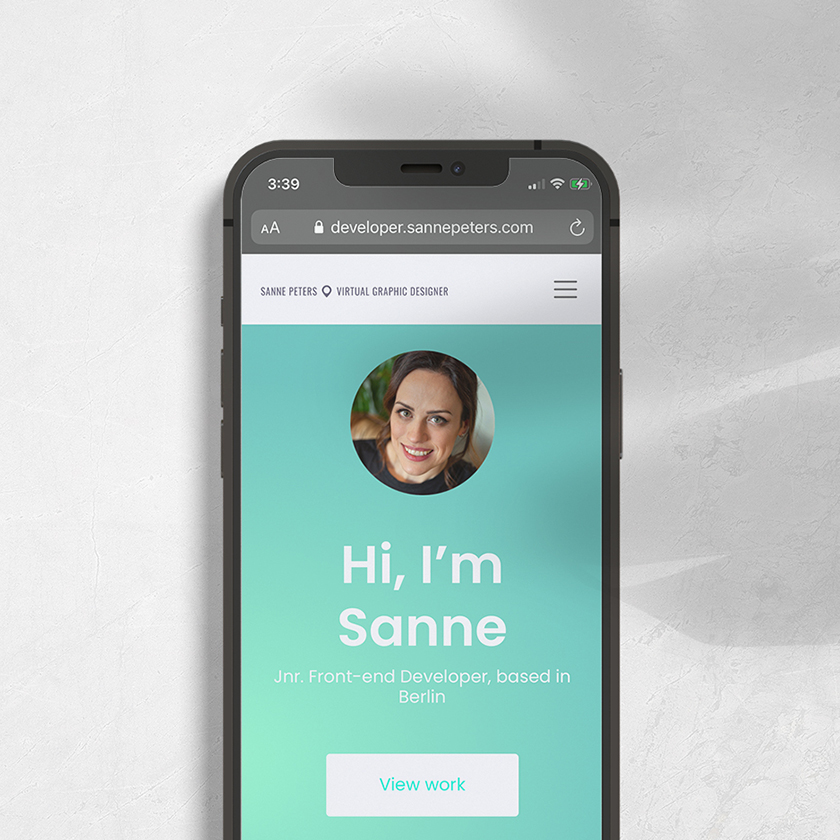 3:39
AA developer.sannepeters.com
SANNE PETERS VIRTUAL GRAPHIC DESIGNER
Hi, I’m
Sanne
Jnr. Front-end Developer, based in
Berlin
View work